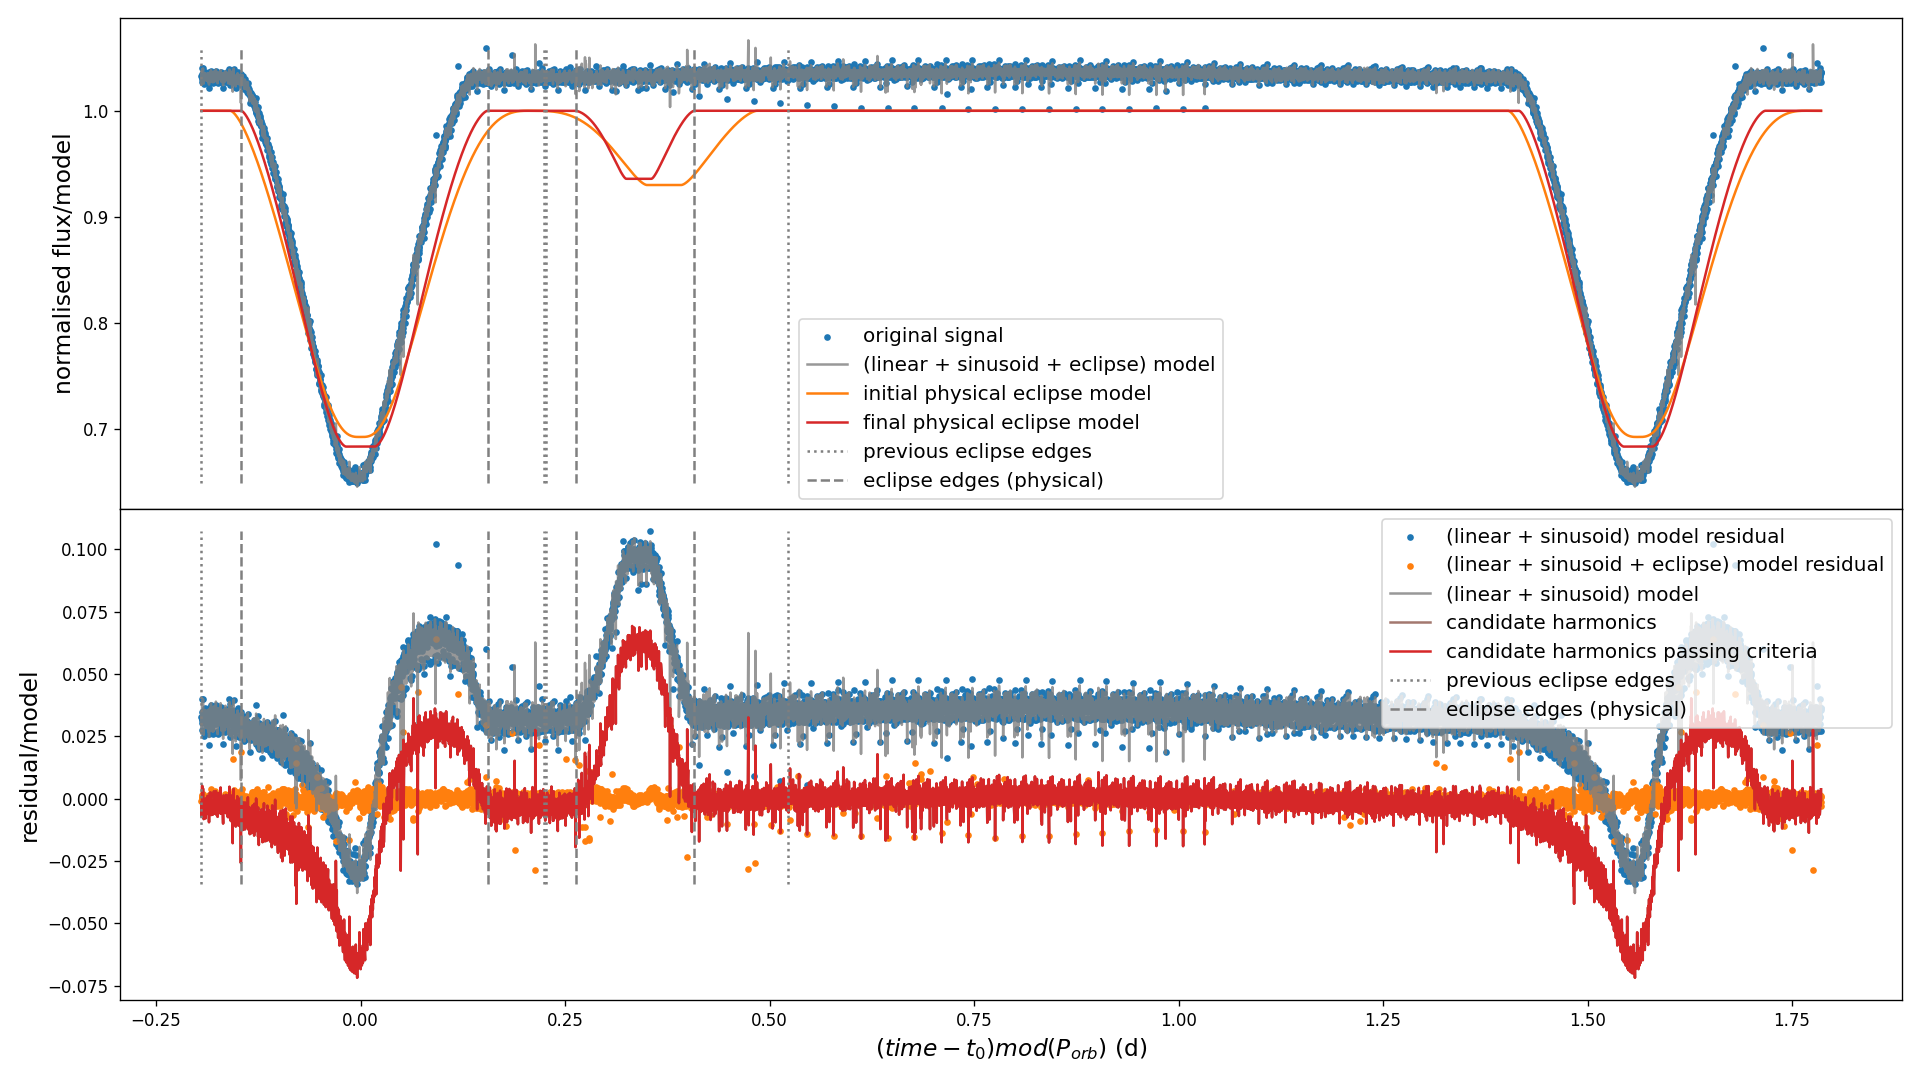 normalised flux/model
1.0
0.9
0.8
0.7
original signal
(linear + sinusoid + eclipse) model
initial physical eclipse model
final physical eclipse model
previous eclipse edges
eclipse edges (physical)
residual/model
0.100
0.075
0.050
0.025
0.000
−0.025
−0.050
−0.075
(linear + sinusoid) model residual
(linear + sinusoid + eclipse) model residual
(linear + sinusoid) model
candidate harmonics
candidate harmonics passing criteria
previous eclipse edges
eclipse edges (physical)
−0.25 0.00 0.25 0.50 0.75 1.00 1.25 1.50 1.75
(time − t₀)mod(P_orb) (d)